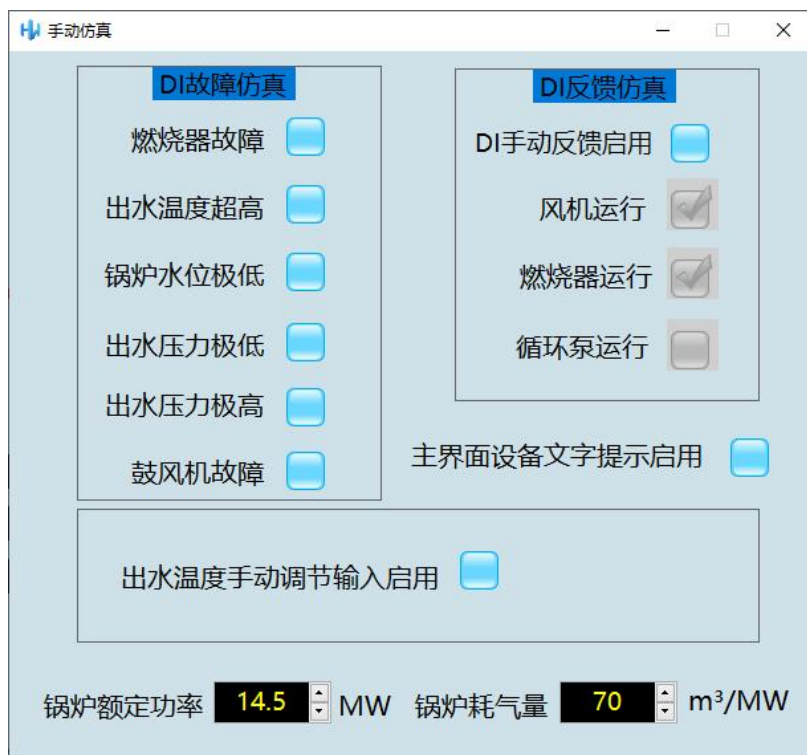 手动仿真
DI故障仿真
燃烧器故障
出水温度超高
锅炉水位极低
出水压力极低
出水压力极高
鼓风机故障
DI反馈仿真
DI手动反馈启用
风机运行
燃烧器运行
循环泵运行
主界面设备文字提示启用
出水温度手动调节输入启用
锅炉额定功率 14.5 MW 锅炉耗气量 70 m³/MW